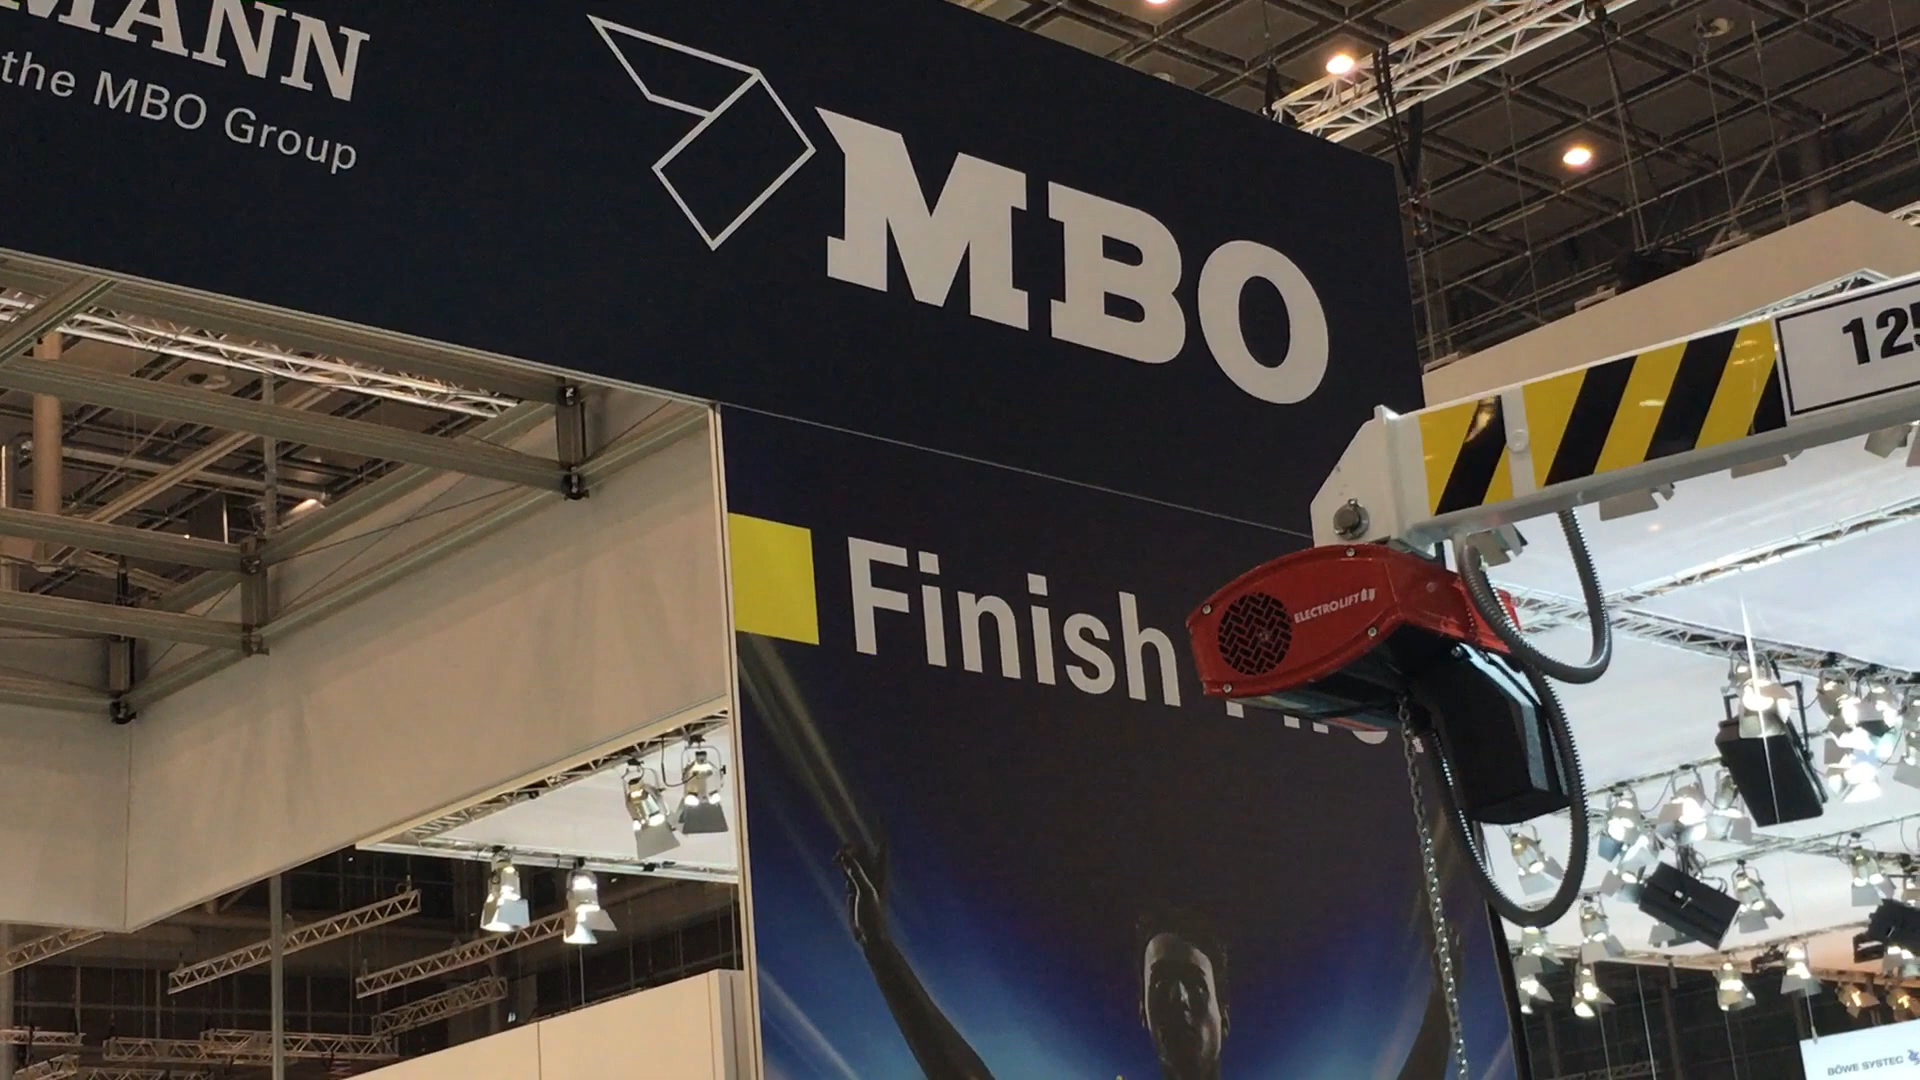 MANN
the MBO Group
MBO
Finish
ELECTROLIFT
125
BÖWE SYSTEC